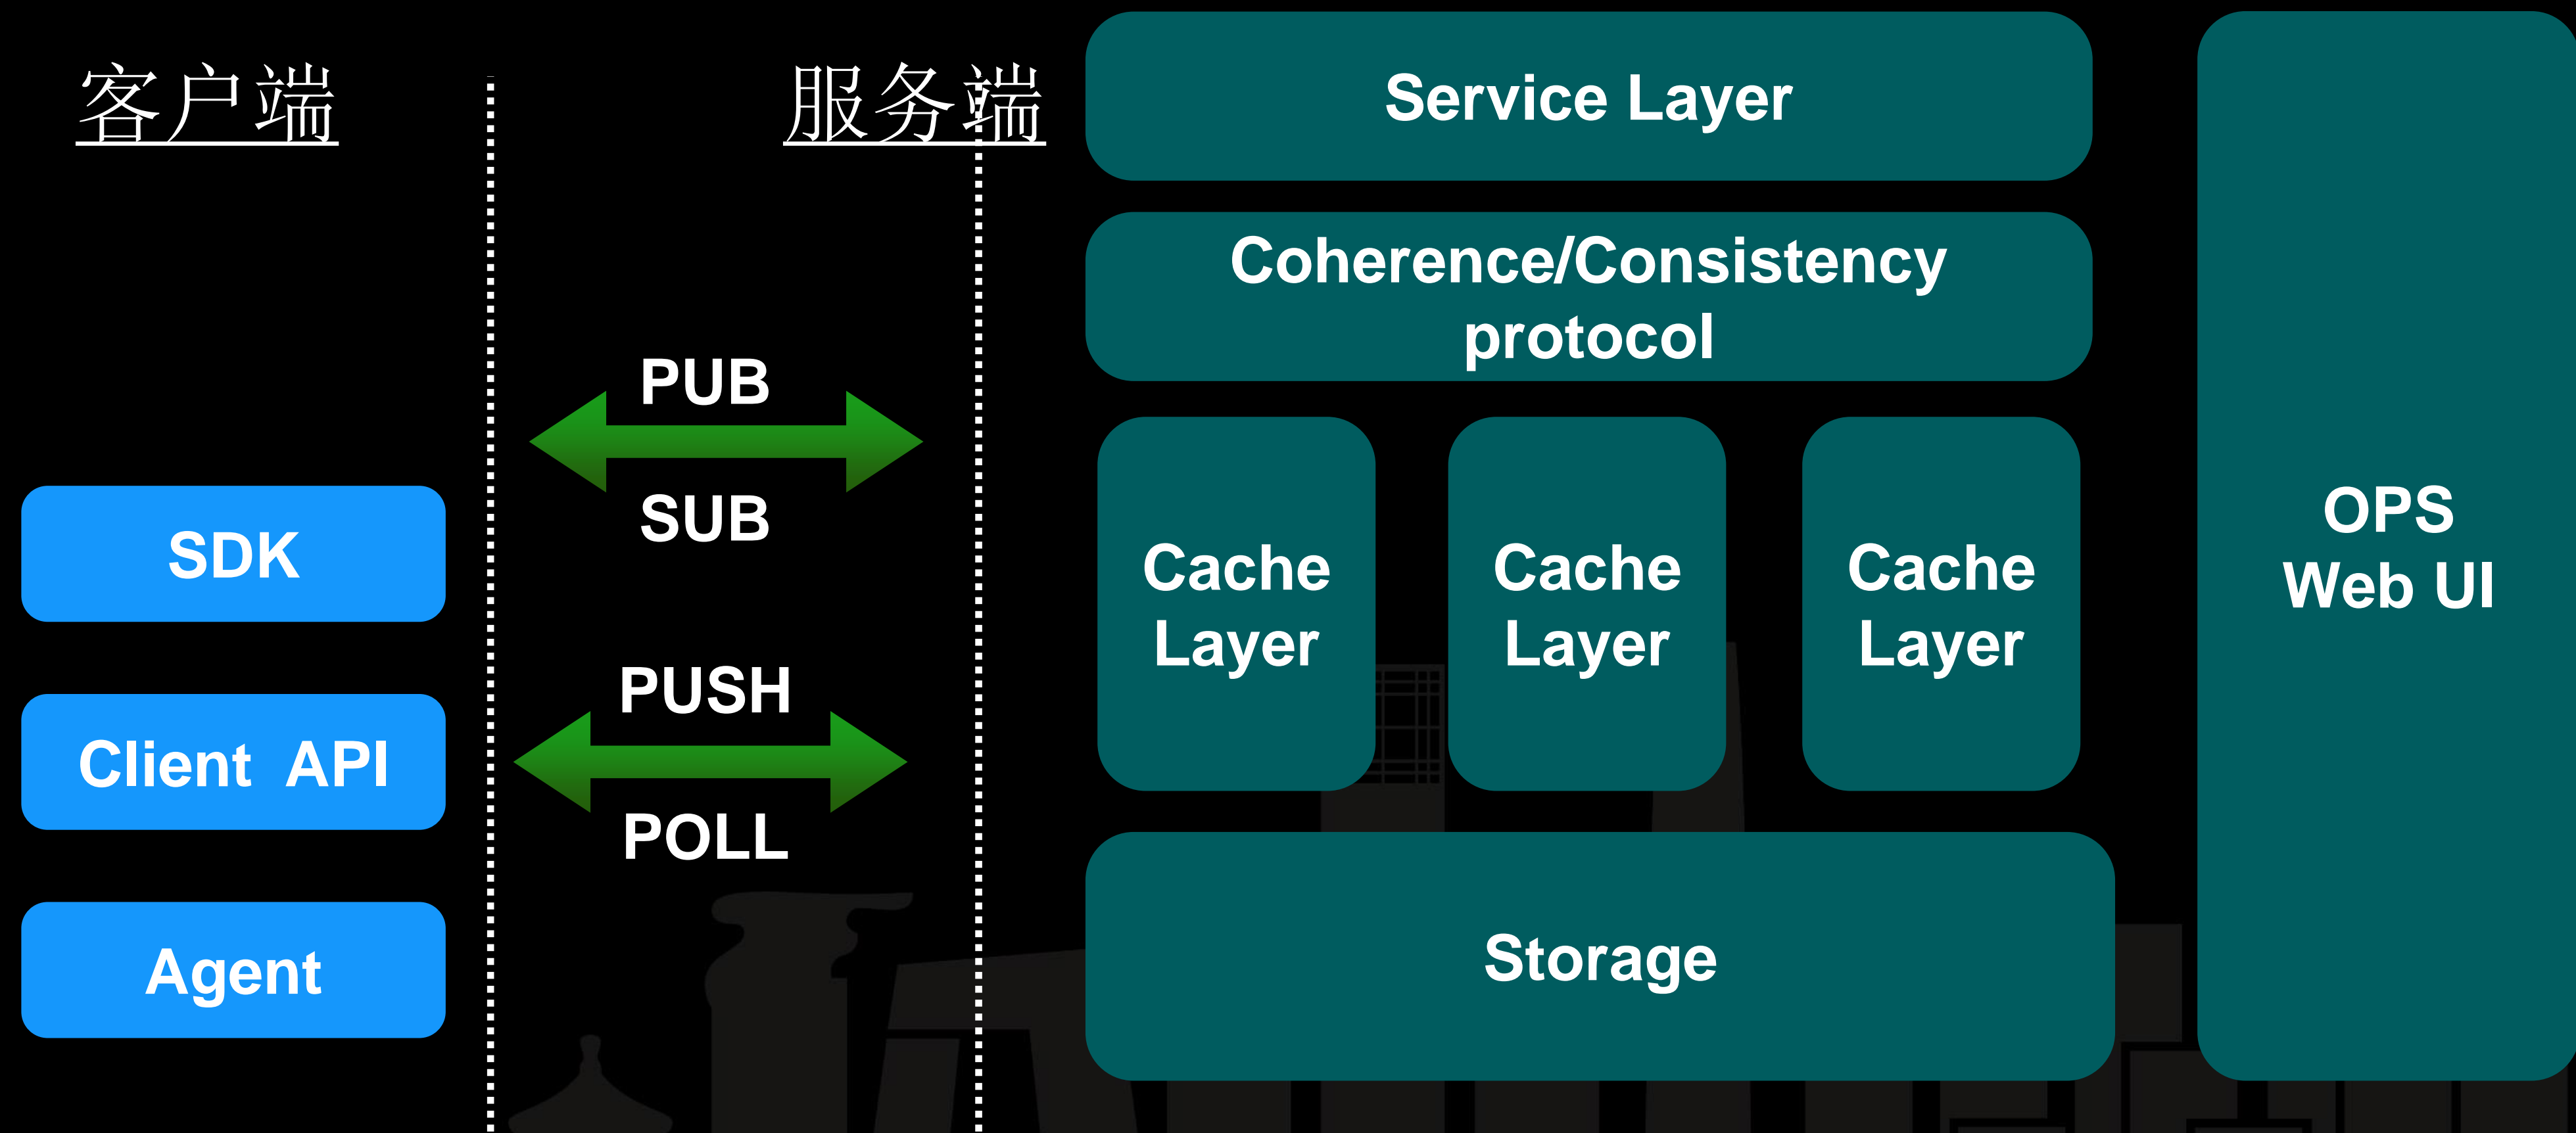 客户端
服务端
SDK
Client API
Agent
PUB
SUB
PUSH
POLL
Service Layer
Coherence/Consistency
protocol
Cache
Layer
Cache
Layer
Cache
Layer
Storage
OPS
Web UI